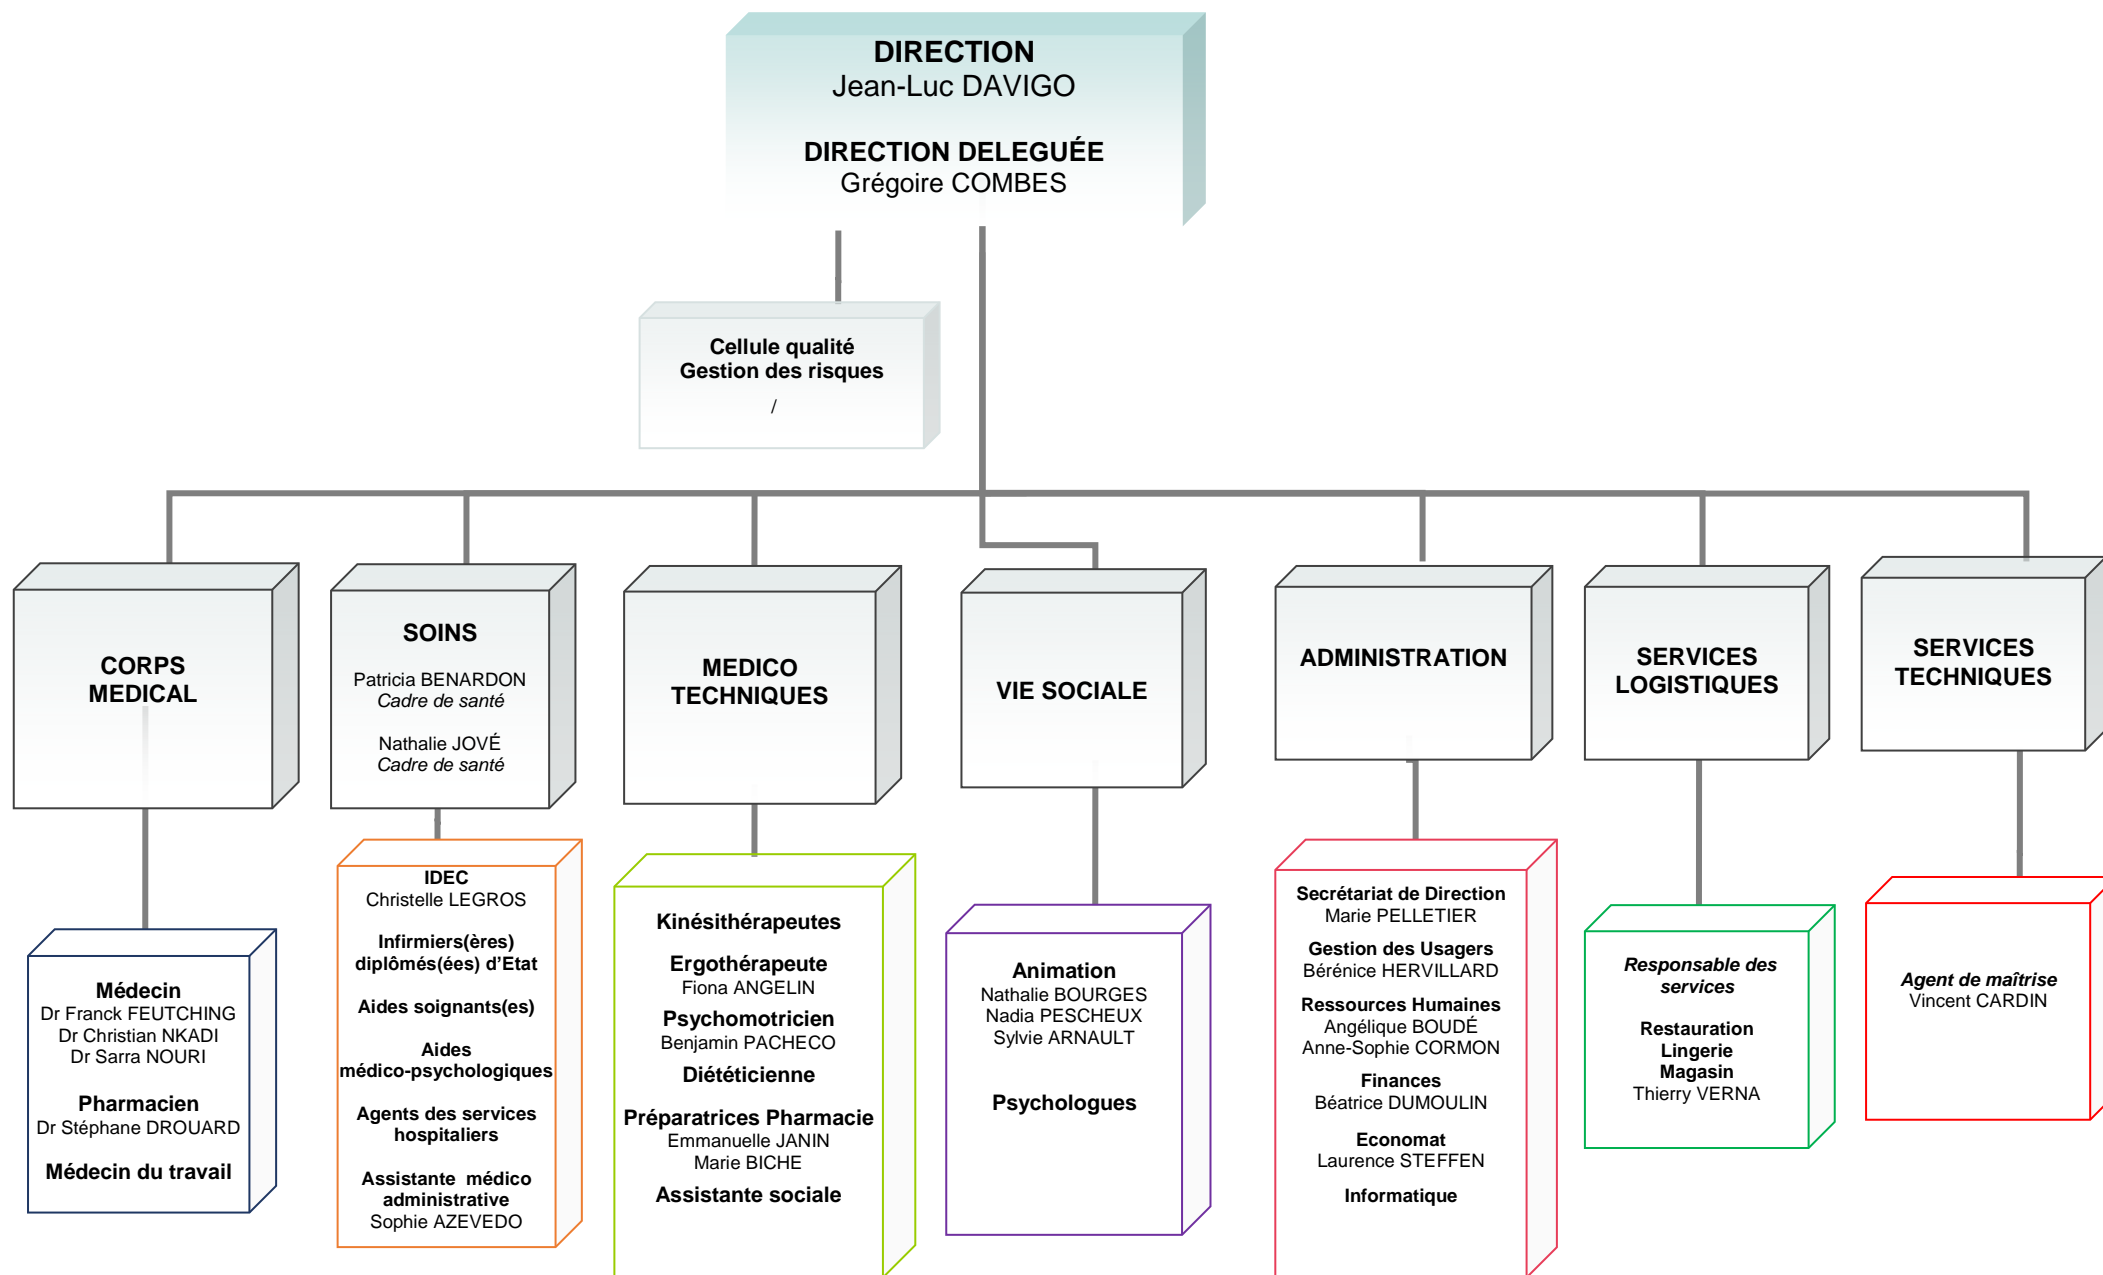 DIRECTION
Jean-Luc DAVIGO
DIRECTION DELEGUÉE
Grégoire COMBES
Cellule qualité
Gestion des risques
/
CORPS
MEDICAL
SOINS
Patricia BENARDON
Cadre de santé
Nathalie JOVÉ
Cadre de santé
MEDICO
TECHNIQUES
VIE SOCIALE
ADMINISTRATION
SERVICES
LOGISTIQUES
SERVICES
TECHNIQUES
Médecin
Dr Franck FEUTCHING
Dr Christian NKADI
Dr Sarra NOURI
Pharmacien
Dr Stéphane DROUARD
Médecin du travail
IDEC
Christelle LEGROS
Infirmiers(ères)
diplômés(ées) d’Etat
Aides soignants(es)
Aides
médico-psychologiques
Agents des services
hospitaliers
Assistante médico
administrative
Sophie AZEVEDO
Kinésithérapeutes
Ergothérapeute
Fiona ANGELIN
Psychomotricien
Benjamin PACHECO
Diététicienne
Préparatrices Pharmacie
Emmanuelle JANIN
Marie BICHE
Assistante sociale
Animation
Nathalie BOURGES
Nadia PESCHEUX
Sylvie ARNAULT
Psychologues
Secrétariat de Direction
Marie PELLETIER
Gestion des Usagers
Bérénice HERVILLARD
Ressources Humaines
Angélique BOUDÉ
Anne-Sophie CORMON
Finances
Béatrice DUMOULIN
Economat
Laurence STEFFEN
Informatique
Responsable des
services
Restauration
Lingerie
Magasin
Thierry VERNA
Agent de maîtrise
Vincent CARDIN